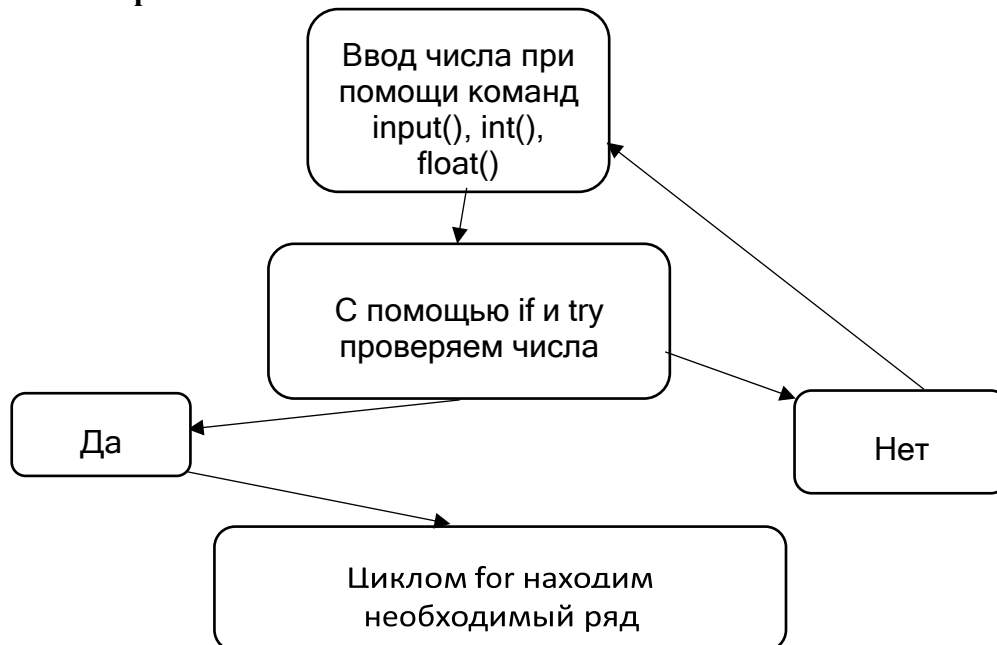 Ввод числа при
помощи команд
input(), int(),
float()
С помощью if и try
проверяем числа
Да
Нет
Циклом for находим
необходимый ряд